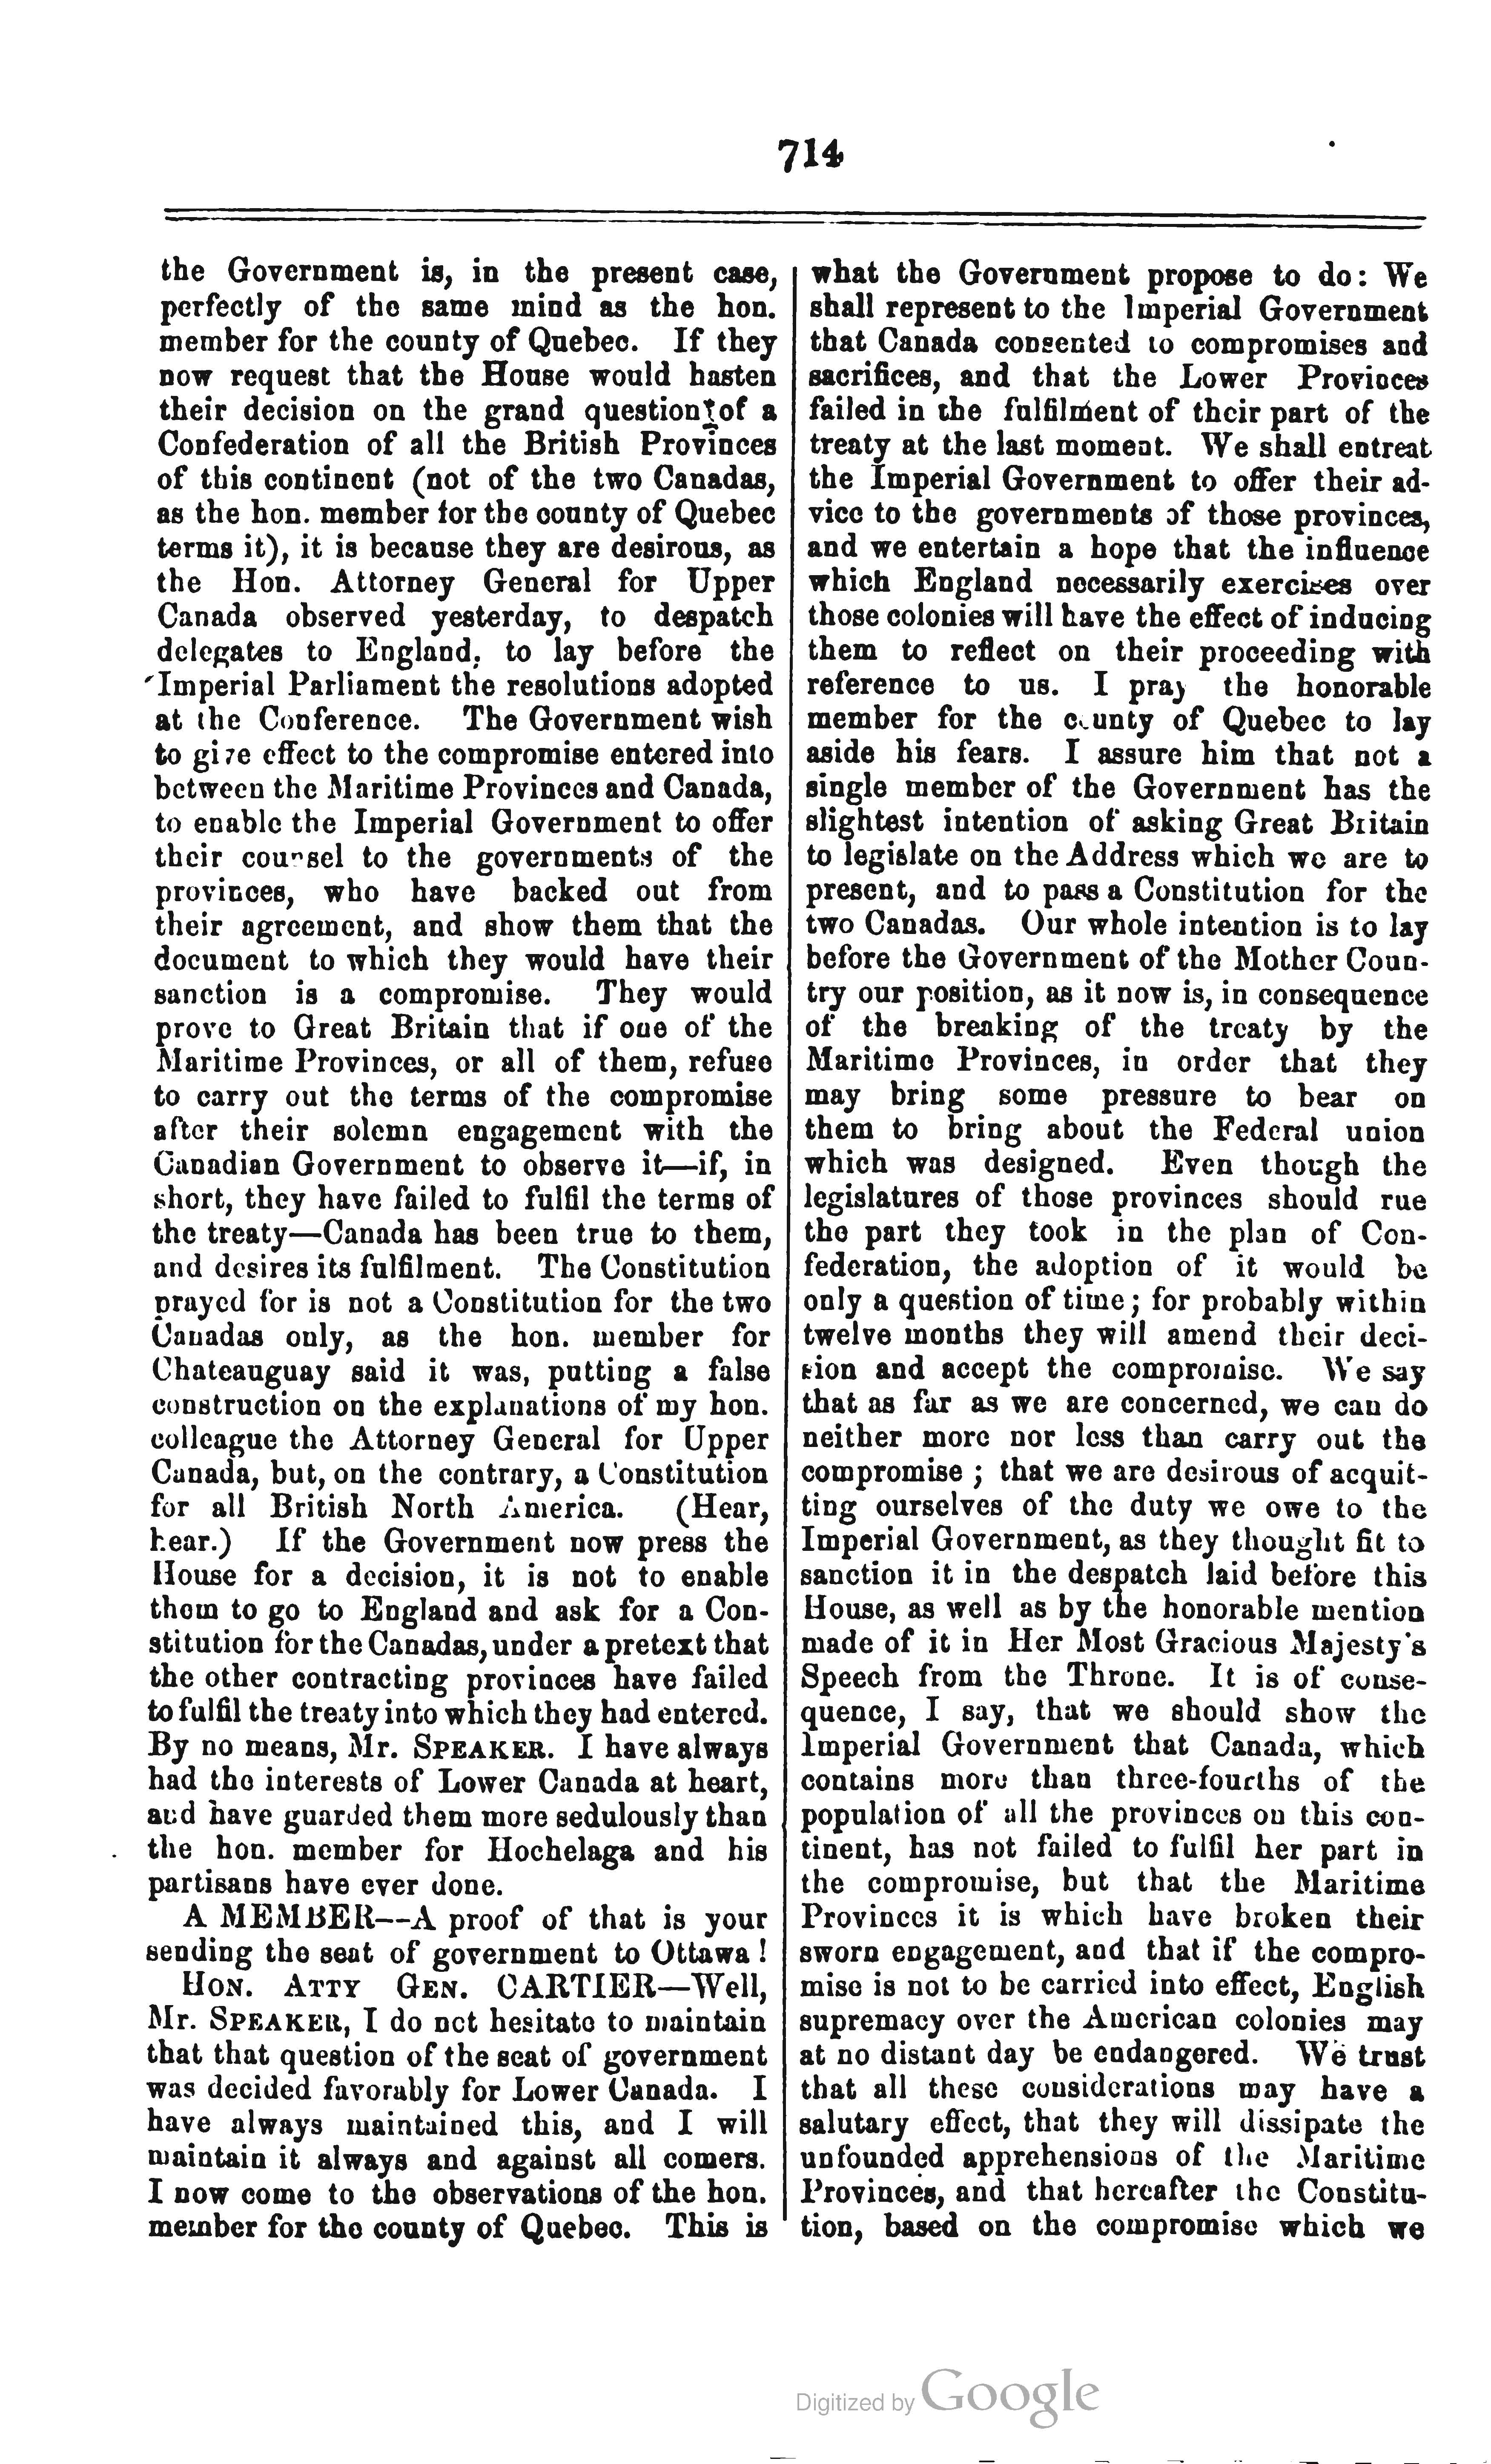 714
the Government is, in the present case,
perfectly of the same mind as the hon.
member for the county of Quebec. If they
now request that the House would hasten
their decision on the grand question of a
Confederation of all the British Provinces
of this continent (not of the two Canadas,
as the hon. member for the county of Quebec
terms it), it is because they are desirous, as
the Hon. Attorney General for Upper
Canada observed yesterday, to despatch
delegates to England, to lay before the
Imperial Parliament the resolutions adopted
at the Conference. The Government wish
to give effect to the compromise entered into
between the Maritime Provinces and Canada,
to enable the Imperial Government to offer
their counsel to the governments of the
provinces, who have backed out from
their agreement, and show them that the
document to which they would have their
sanction is a compromise. They would
prove to Great Britain that if one of the
Maritime Provinces, or all of them, refuse
to carry out the terms of the compromise
after their solemn engagement with the
Canadian Government to observe it—if, in
short, they have failed to fulfil the terms of
the treaty—Canada has been true to them,
and desires its fulfilment. The Constitution
prayed for is not a Constitution for the two
Canadas only, as the hon. member for
Chateauguay said it was, putting a false
construction on the explanations of my hon.
colleague the Attorney General for Upper
Canada, but, on the contrary, a Constitution
for all British North America. (Hear,
hear.) If the Government now press the
House for a decision, it is not to enable
them to go to England and ask for a Con-
stitution for the Canadas, under a pretext that
the other contracting provinces have failed
to fulfil the treaty into which they had entered.
By no means, Mr. SPEAKER. I have always
had the interests of Lower Canada at heart,
and have guarded them more sedulously than
the hon. member for Hochelaga and his
partisans have ever done.
A MEMBER--A proof of that is your
sending the seat of government to Ottawa!
HON. ATTY GEN. CARTIER—Well,
Mr. SPEAKER, I do not hesitate to maintain
that that question of the seat of government
was decided favorably for Lower Canada. I
have always maintained this, and I will
maintain it always and against all comers.
I now come to the observations of the hon.
member for the county of Quebec. This is
what the Government propose to do: We
shall represent to the Imperial Government
that Canada consented to compromises and
sacrifices, and that the Lower Provinces
failed in the fulfilment of their part of the
treaty at the last moment. We shall entreat
the Imperial Government to offer their ad-
vice to the governments of those provinces,
and we entertain a hope that the influence
which England necessarily exercises over
those colonies will have the effect of inducing
them to reflect on their proceeding with
reference to us. I pray the honorable
member for the county of Quebec to lay
aside his fears. I assure him that not a
single member of the Government has the
slightest intention of asking Great Britain
to legislate on the Address which we are to
present, and to pass a Constitution for the
two Canadas. Our whole intention is to lay
before the Government of the Mother Coun-
try our position, as it now is, in consequence
of the breaking of the treaty by the
Maritime Provinces, in order that they
may bring some pressure to bear on
them to bring about the Federal union
which was designed. Even though the
legislatures of those provinces should rue
the part they took in the plan of Con-
federation, the adoption of it would be
only a question of time; for probably within
twelve months they will amend their deci-
sion and accept the compromise. We say
that as far as we are concerned, we can do
neither more nor less than carry out the
compromise; that we are desirous of acquit-
ting ourselves of the duty we owe to the
Imperial Government, as they thought fit to
sanction it in the despatch laid before this
House, as well as by the honorable mention
made of it in Her Most Gracious Majesty's
Speech from the Throne. It is of conse-
quence, I say, that we should show the
Imperial Government that Canada, which
contains more than three-fourths of the
population of all the provinces on this con-
tinent, has not failed to fulfil her part in
the compromise, but that the Maritime
Provinces it is which have broken their
sworn engagement, and that if the compro-
mise is not to be carried into effect, English
supremacy over the American colonies may
at no distant day be endangered. We trust
that all these considerations may have a
salutary effect, that they will dissipate the
unfounded apprehensions of the Maritime
Provinces, and that hereafter the Constitu-
tion, based on the compromise which we
Digitized by Google